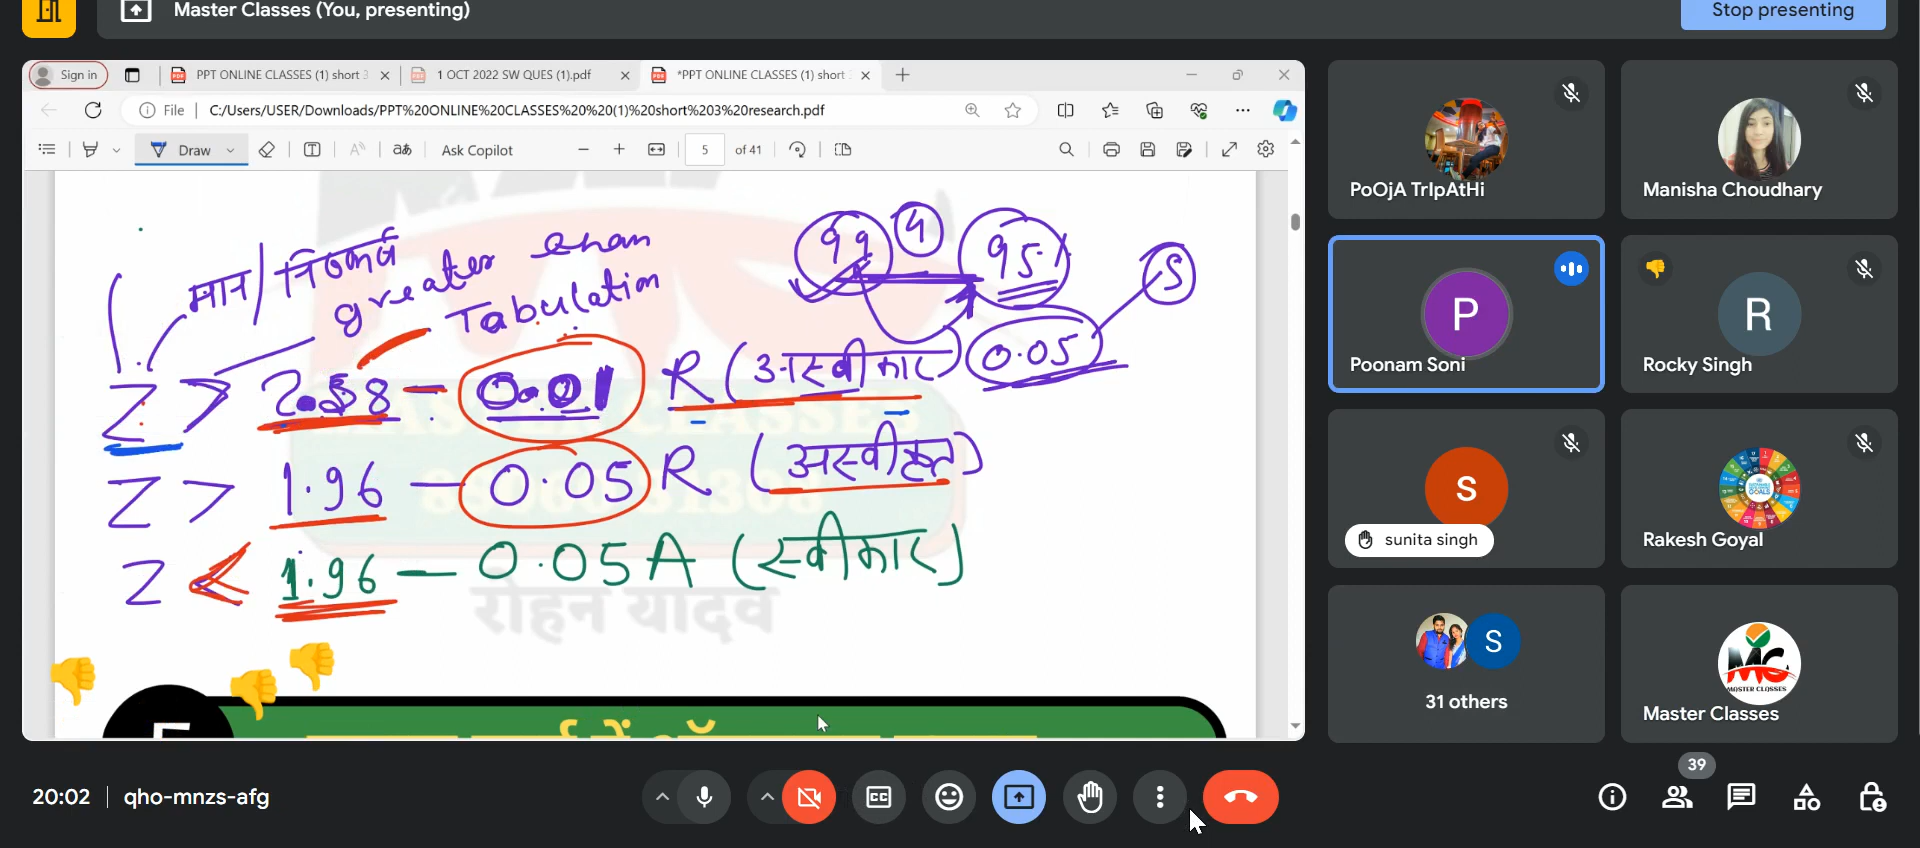 Master Classes (You, presenting)
Stop presenting
Sign in
PPT ONLINE CLASSES (1) short 3
1 OCT 2022 SW QUES (1).pdf
*PPT ONLINE CLASSES (1) short
File
C:/Users/USER/Downloads/PPT%20ONLINE%20CLASSES%20%20(1)%20short%203%20research.pdf
Draw
Ask Copilot
5
of 41
मान/निष्कर्ष
greater than
Tabulation
99
4
95%
5
0.05
Z > 2.58 – 0.01 R (अस्वीकार)
Z > 1.96 – 0.05 R (अस्वीकृत)
Z < 1.96 – 0.05 A (स्वीकार)
रोहन यादव
PoOjA TrIpAtHi
Manisha Choudhary
P
Poonam Soni
R
Rocky Singh
S
sunita singh
Rakesh Goyal
S
31 others
MC
MASTER CLASSES
Master Classes
20:02
qho-mnzs-afg
CC
39